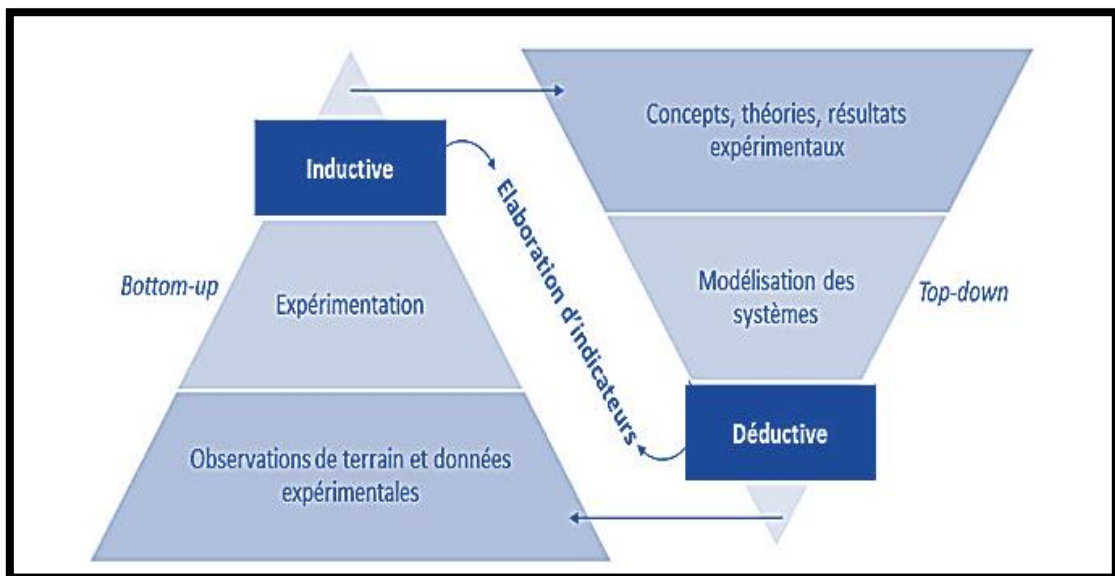 Inductive
Bottom-up
Expérimentation
Observations de terrain et données
expérimentales
Elaboration d'indicateurs
Concepts, théories, résultats
expérimentaux
Modélisation des
systèmes
Top-down
Déductive